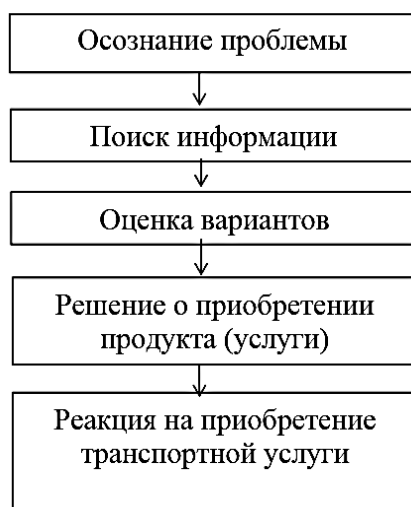 Осознание проблемы
Поиск информации
Оценка вариантов
Решение о приобретении
продукта (услуги)
Реакция на приобретение
транспортной услуги